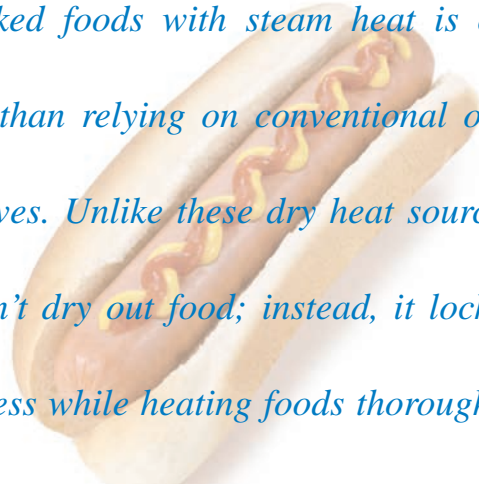 ked foods with steam heat is
than relying on conventional o
ves. Unlike these dry heat sourc
n't dry out food; instead, it lock
ess while heating foods thorough